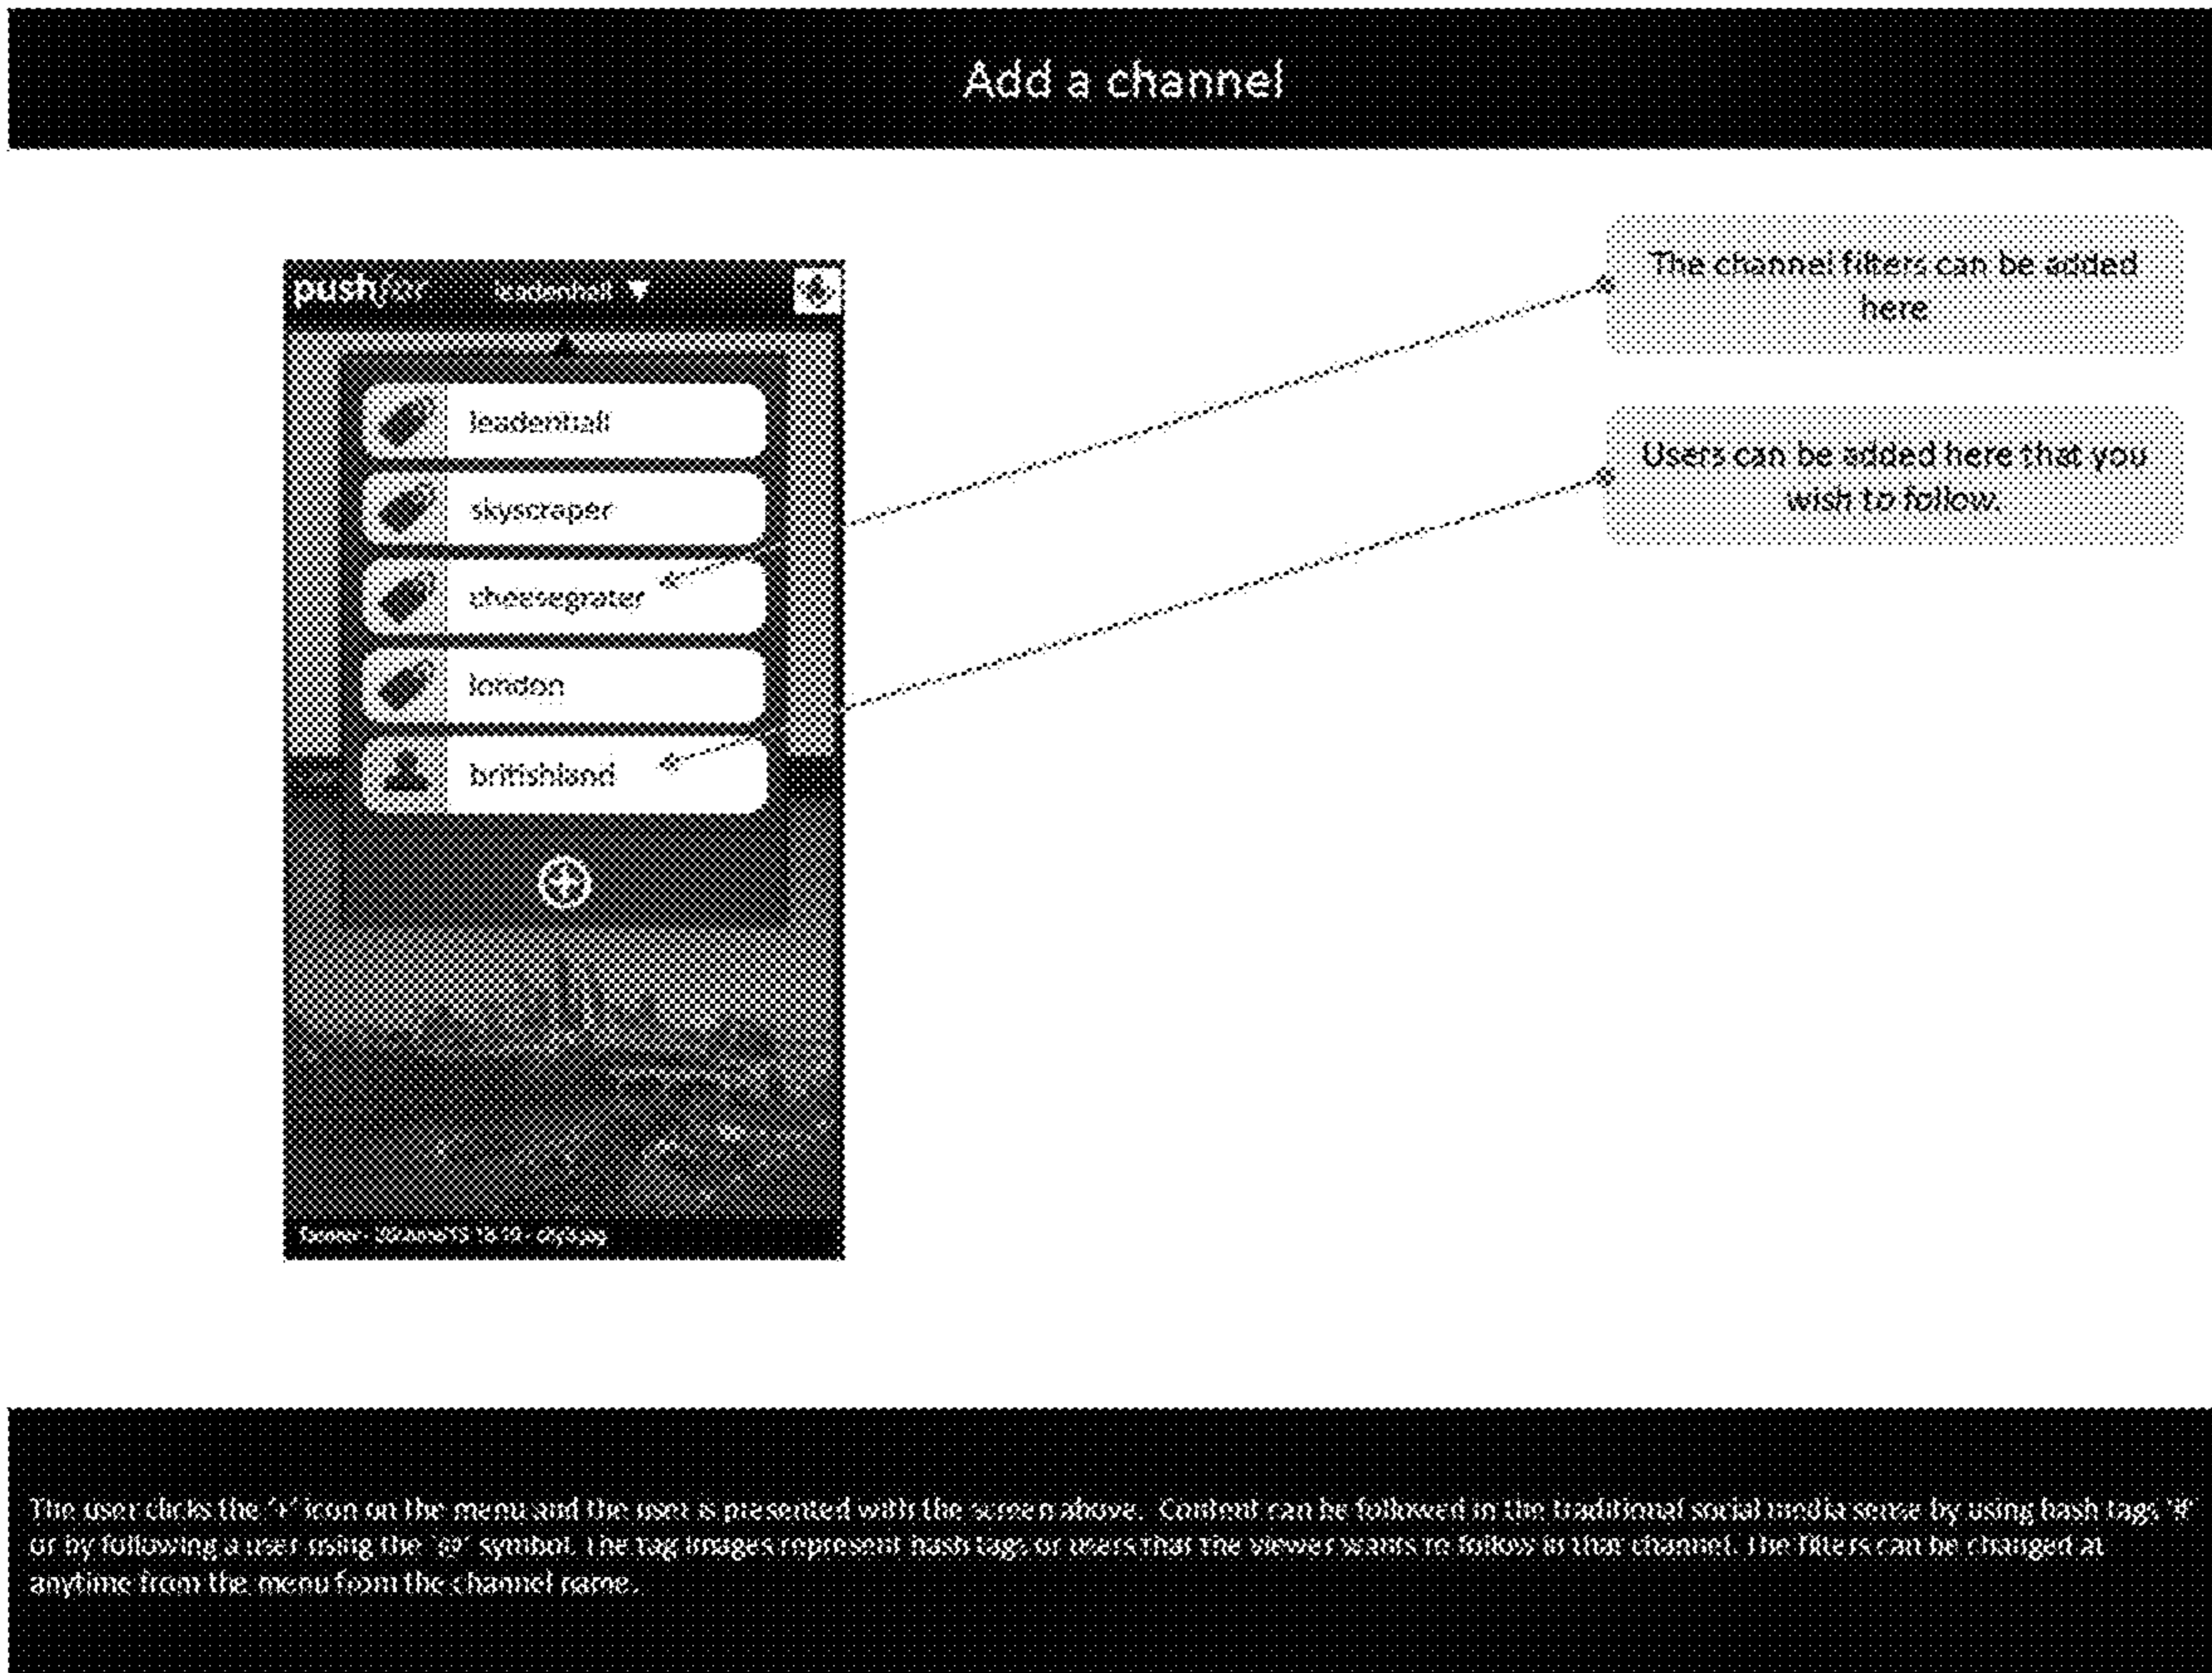 Add a channel
pushfor leadenhall
leadenhall
skyscraper
cheesegrater
london
britishland
The channel filters can be added
here
Users can be added here that you
wish to follow.
The user clicks the '+' icon on the menu and the user is presented with the screen above. Content can be followed in the traditional social media sense by using hash tags '#'
or by following a user using the '@' symbol. The tag images represent hash tags or users that the viewer wants to follow in that channel. The filters can be changed at
anytime from the menu from the channel name.